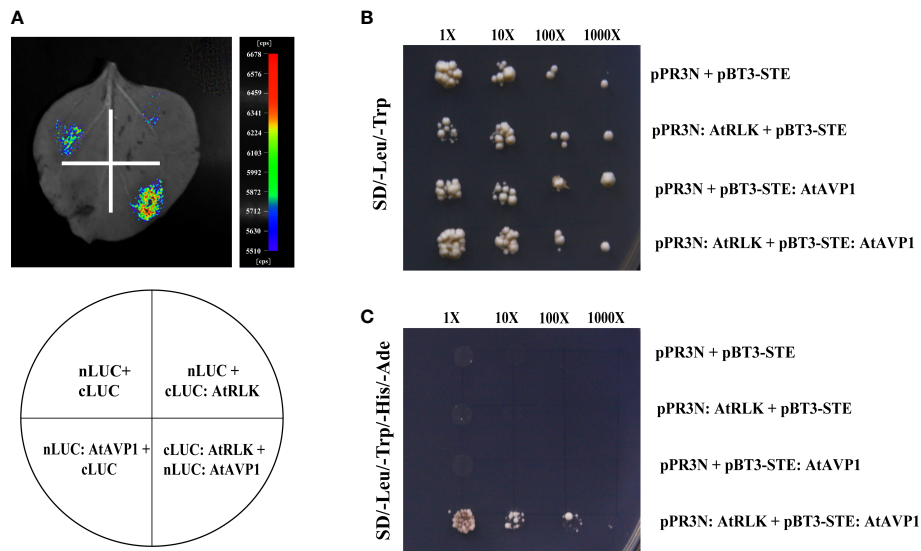 A
[cps]
6678
6561
6459
6341
6224
6103
5992
5872
5712
5630
5510
[cps]
nLUC+
cLUC
nLUC +
cLUC: AtRLK
nLUC: AtAVP1 +
cLUC
cLUC: AtRLK +
nLUC: AtAVP1
B
1X 10X 100X 1000X
SD/-Leu/-Trp
pPR3N + pBT3-STE
pPR3N: AtRLK + pBT3-STE
pPR3N + pBT3-STE: AtAVP1
pPR3N: AtRLK + pBT3-STE: AtAVP1
C
1X 10X 100X 1000X
SD/-Leu/-Trp/-His/-Ade
pPR3N + pBT3-STE
pPR3N: AtRLK + pBT3-STE
pPR3N + pBT3-STE: AtAVP1
pPR3N: AtRLK + pBT3-STE: AtAVP1